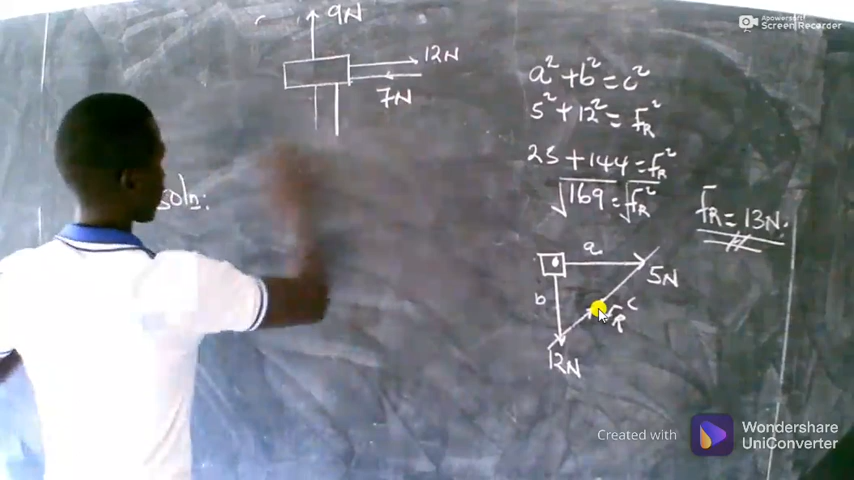 9N
12N
7N
soln:
a² + b² = c²
5² + 12² = fR²
25 + 144 = fR²
√169 = √fR²
fR = 13N.
a
5N
b
c
fR
12N
Apowersoft
Screen Recorder
Created with
Wondershare
UniConverter